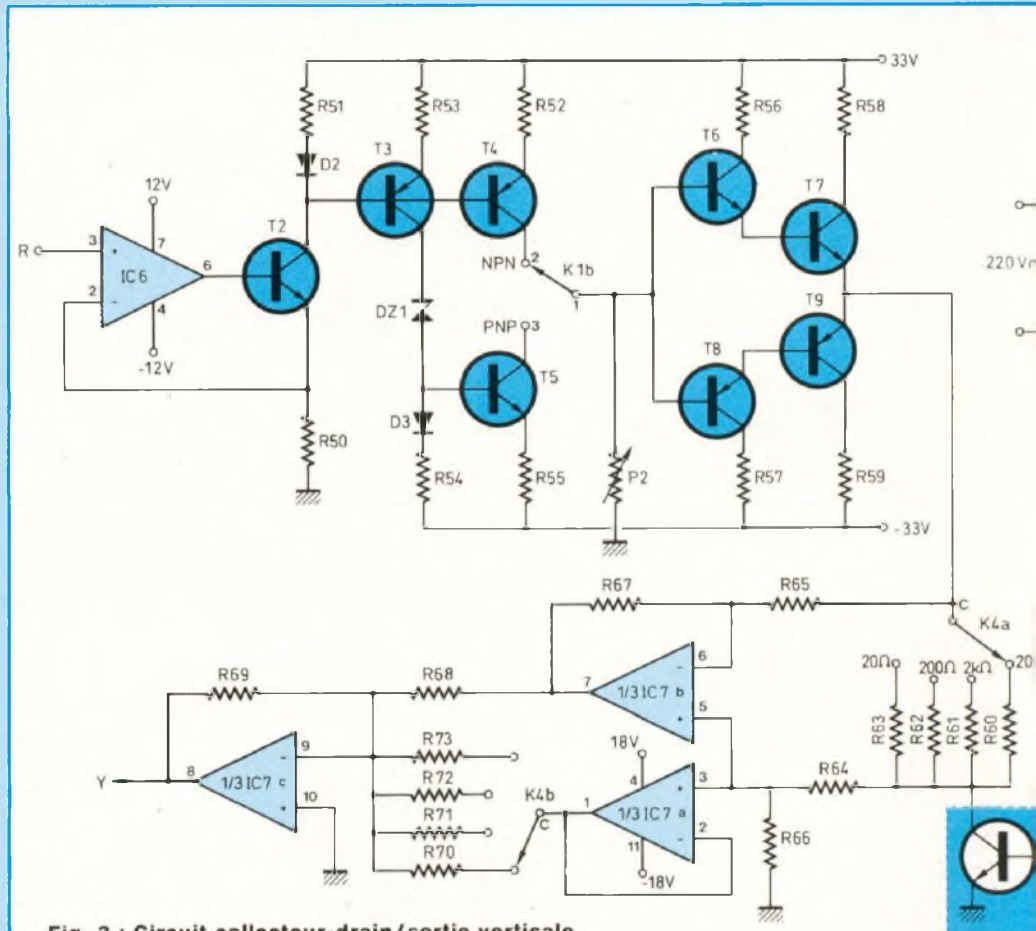 33V
R51
R53
R52
R56
R58
D2
T3
T4
T6
T7
12V
T2
NPN
2
K1b
1
R
3
+
7
IC6
6
2
-
4
-12V
DZ1
PNP
3
T5
T8
T9
220V
R50
D3
R54
R55
P2
R57
R59
-33V
R67
R65
C
K4a
20Ω
200Ω
2kΩ
20
R69
R68
7
1/3 IC7 b
-
6
+
5
R63
R62
R61
R60
Y
8
1/3 IC7 c
-
9
+
10
R73
R72
R71
R70
K4b
C
18V
4
1
1/3 IC7 a
+
3
-
2
11
-18V
R64
R66
Fig. 3 : Circuit collecteur-drain/sortie verticale